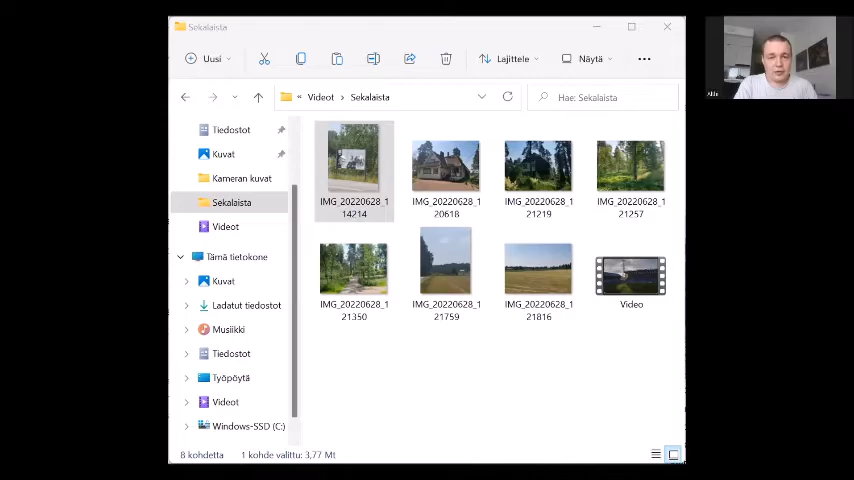 Sekalaista
Uusi
Lajittele
Näytä
« Videot > Sekalaista
Hae: Sekalaista
Tiedostot
Kuvat
Kameran kuvat
Sekalaista
Videot
Tämä tietokone
Kuvat
Ladatut tiedostot
Musiikki
Tiedostot
Työpöytä
Videot
Windows-SSD (C:)
IMG_20220628_1
14214
IMG_20220628_1
20618
IMG_20220628_1
21219
IMG_20220628_1
21257
IMG_20220628_1
21350
IMG_20220628_1
21759
IMG_20220628_1
21816
Video
8 kohdetta
1 kohde valittu: 3,77 Mt